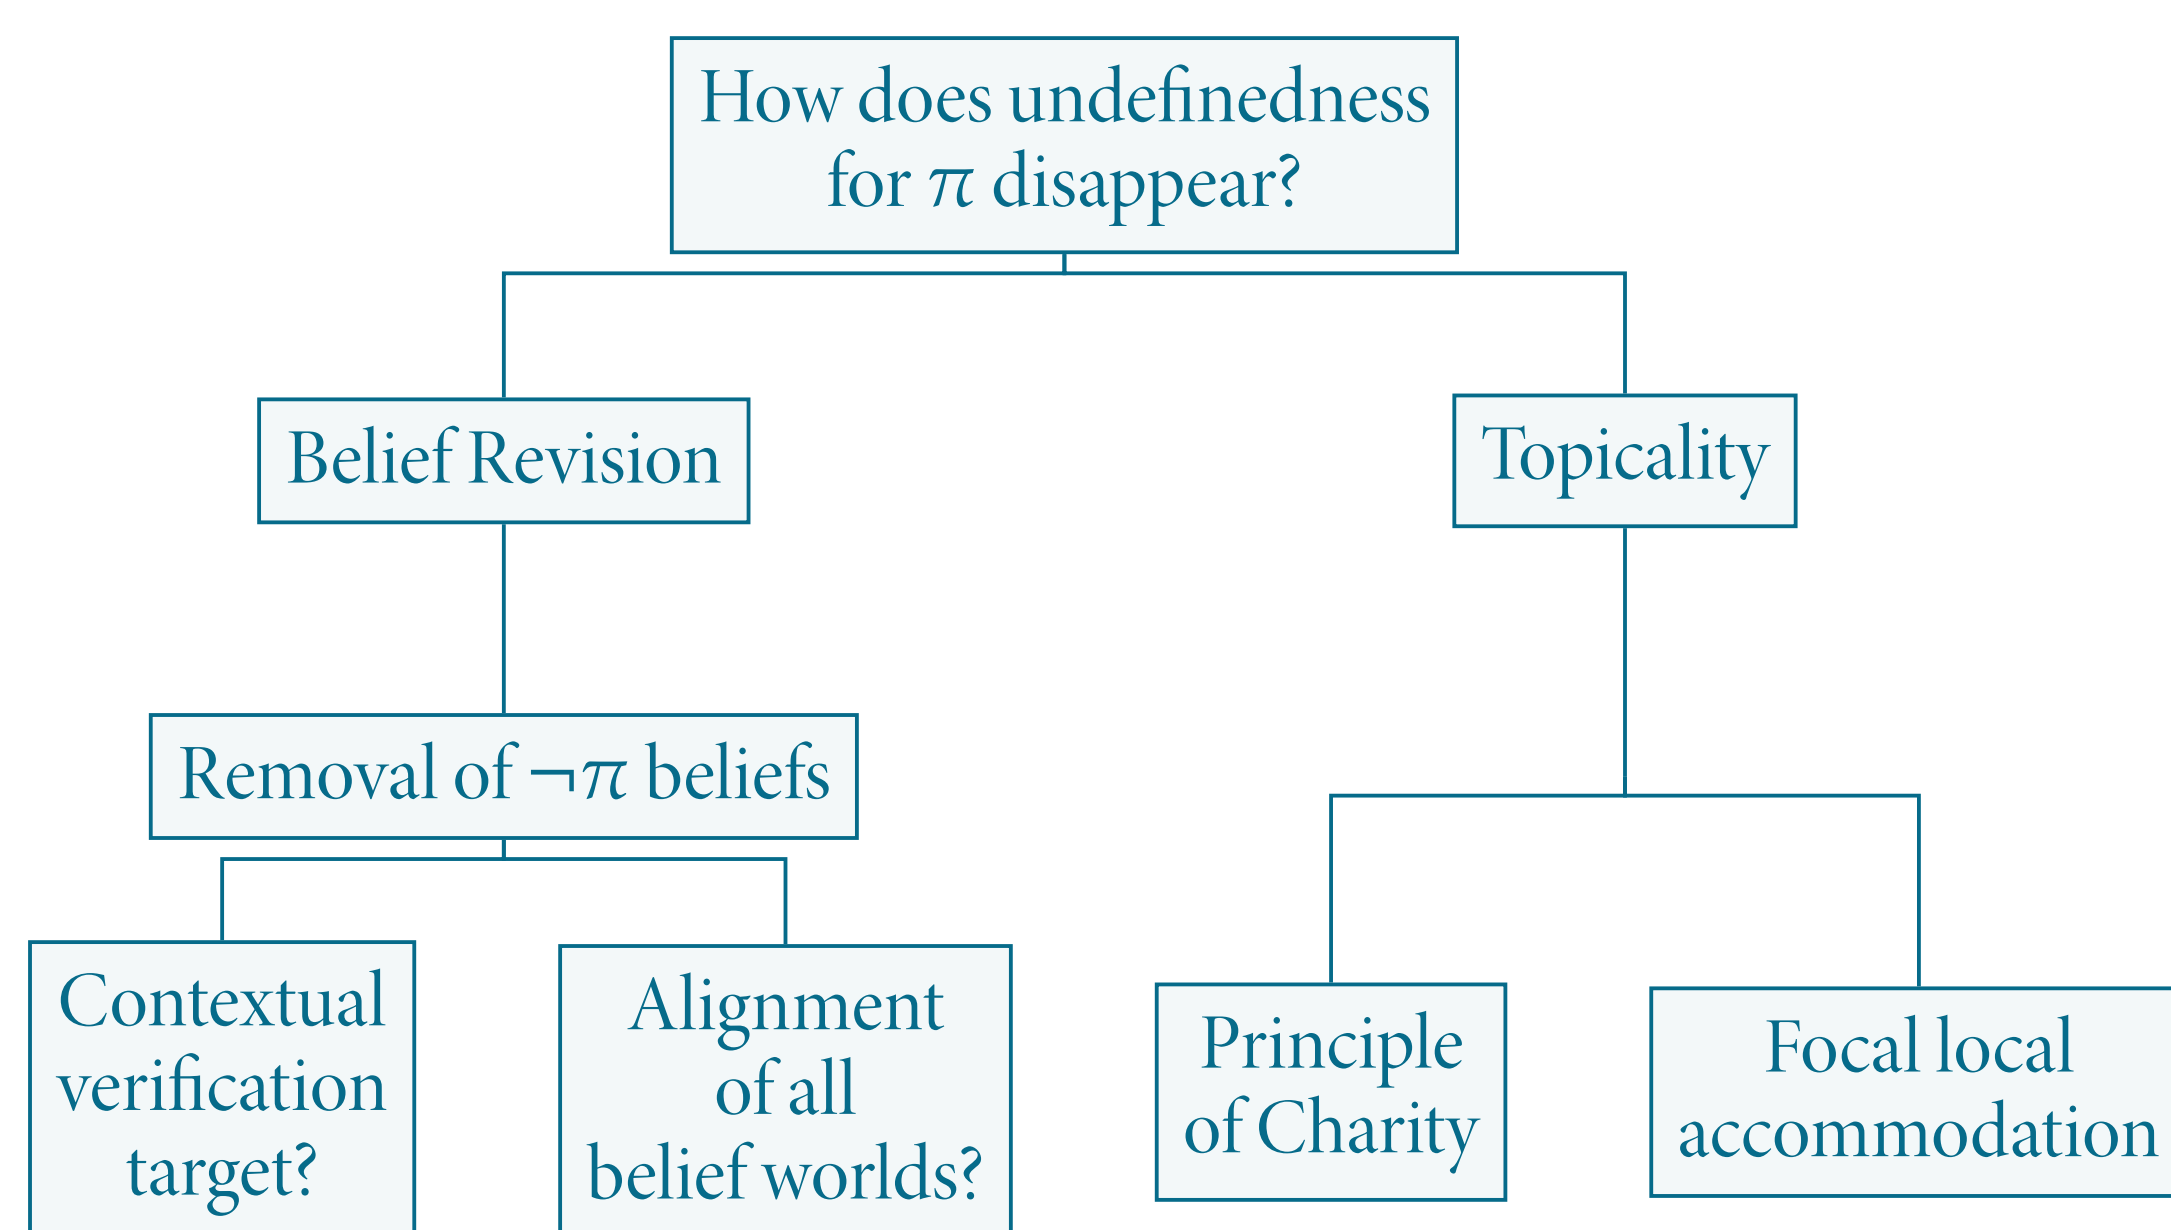 How does undefinedness
for π disappear?
Belief Revision
Topicality
Removal of ¬π beliefs
Contextual
verification
target?
Alignment
of all
belief worlds?
Principle
of Charity
Focal local
accommodation